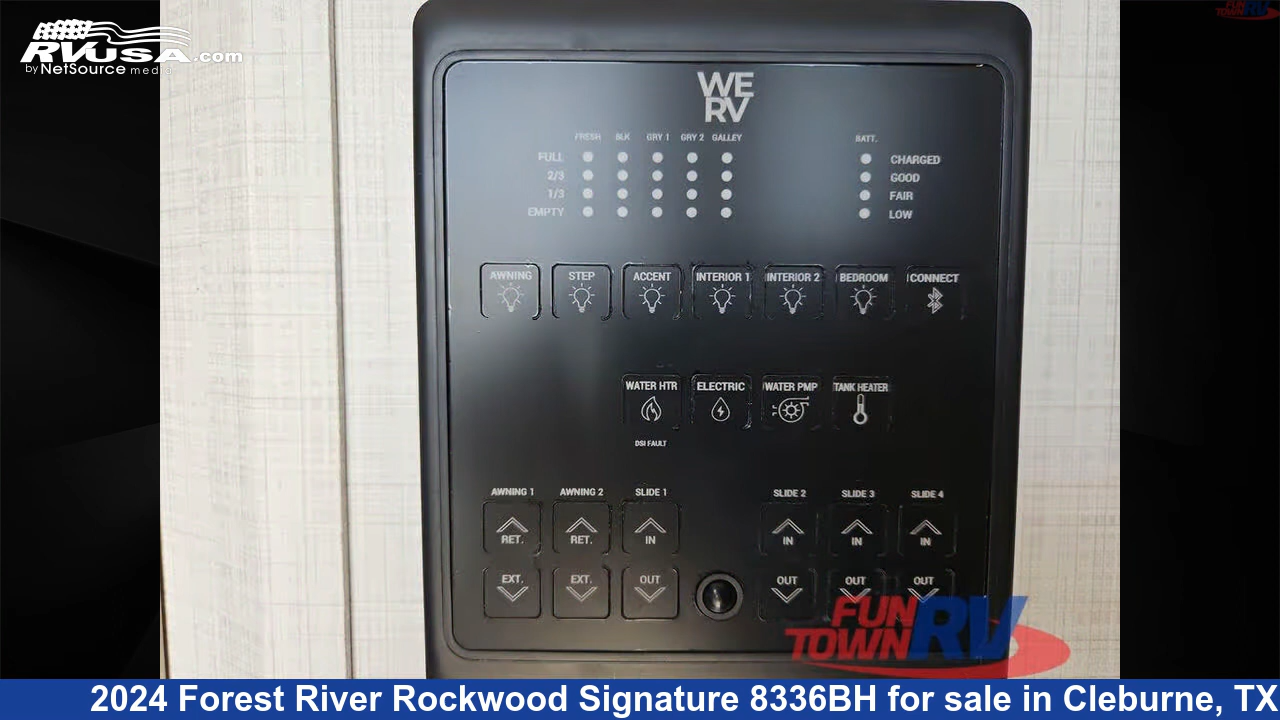 RVUSA.com
by NetSource media
FUN TOWN RV
WE
RV
FRESH BLK GRY 1 GRY 2 GALLEY BATT.
FULL CHARGED
2/3 GOOD
1/3 FAIR
EMPTY LOW
AWNING STEP ACCENT INTERIOR 1 INTERIOR 2 BEDROOM CONNECT
WATER HTR ELECTRIC WATER PMP TANK HEATER
DSI FAULT
AWNING 1 AWNING 2 SLIDE 1 SLIDE 2 SLIDE 3 SLIDE 4
RET. RET. IN IN IN IN
EXT. EXT. OUT OUT OUT OUT
FUN
TOWN RV
2024 Forest River Rockwood Signature 8336BH for sale in Cleburne, TX